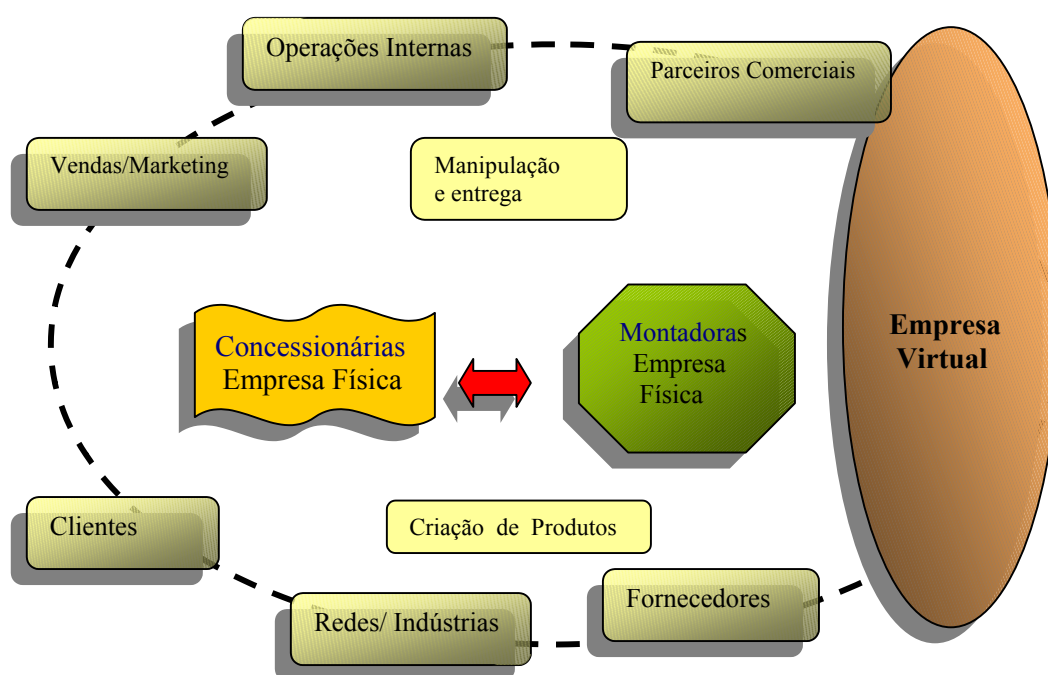 Operações Internas
Parceiros Comerciais
Vendas/Marketing
Manipulação
e entrega
Concessionárias
Empresa Física
Montadoras
Empresa
Física
Empresa
Virtual
Clientes
Criação de Produtos
Fornecedores
Redes/ Indústrias